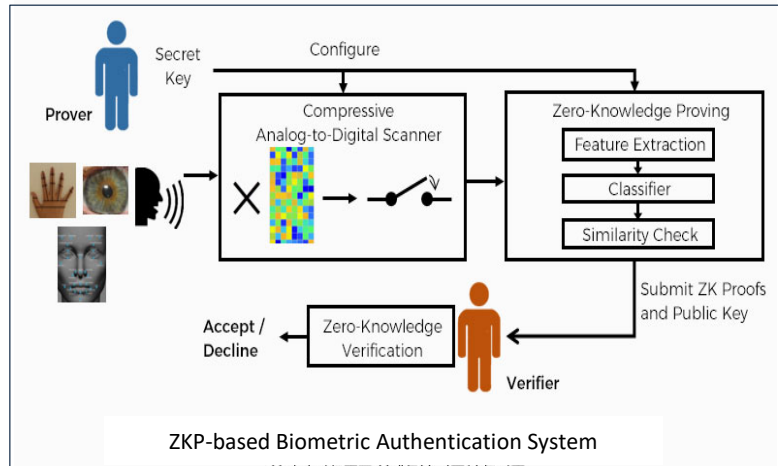 Secret
Key
Configure
Prover
Compressive
Analog-to-Digital Scanner
Zero-Knowledge Proving
Feature Extraction
Classifier
Similarity Check
Submit ZK Proofs
and Public Key
Accept /
Decline
Zero-Knowledge
Verification
Verifier
ZKP-based Biometric Authentication System